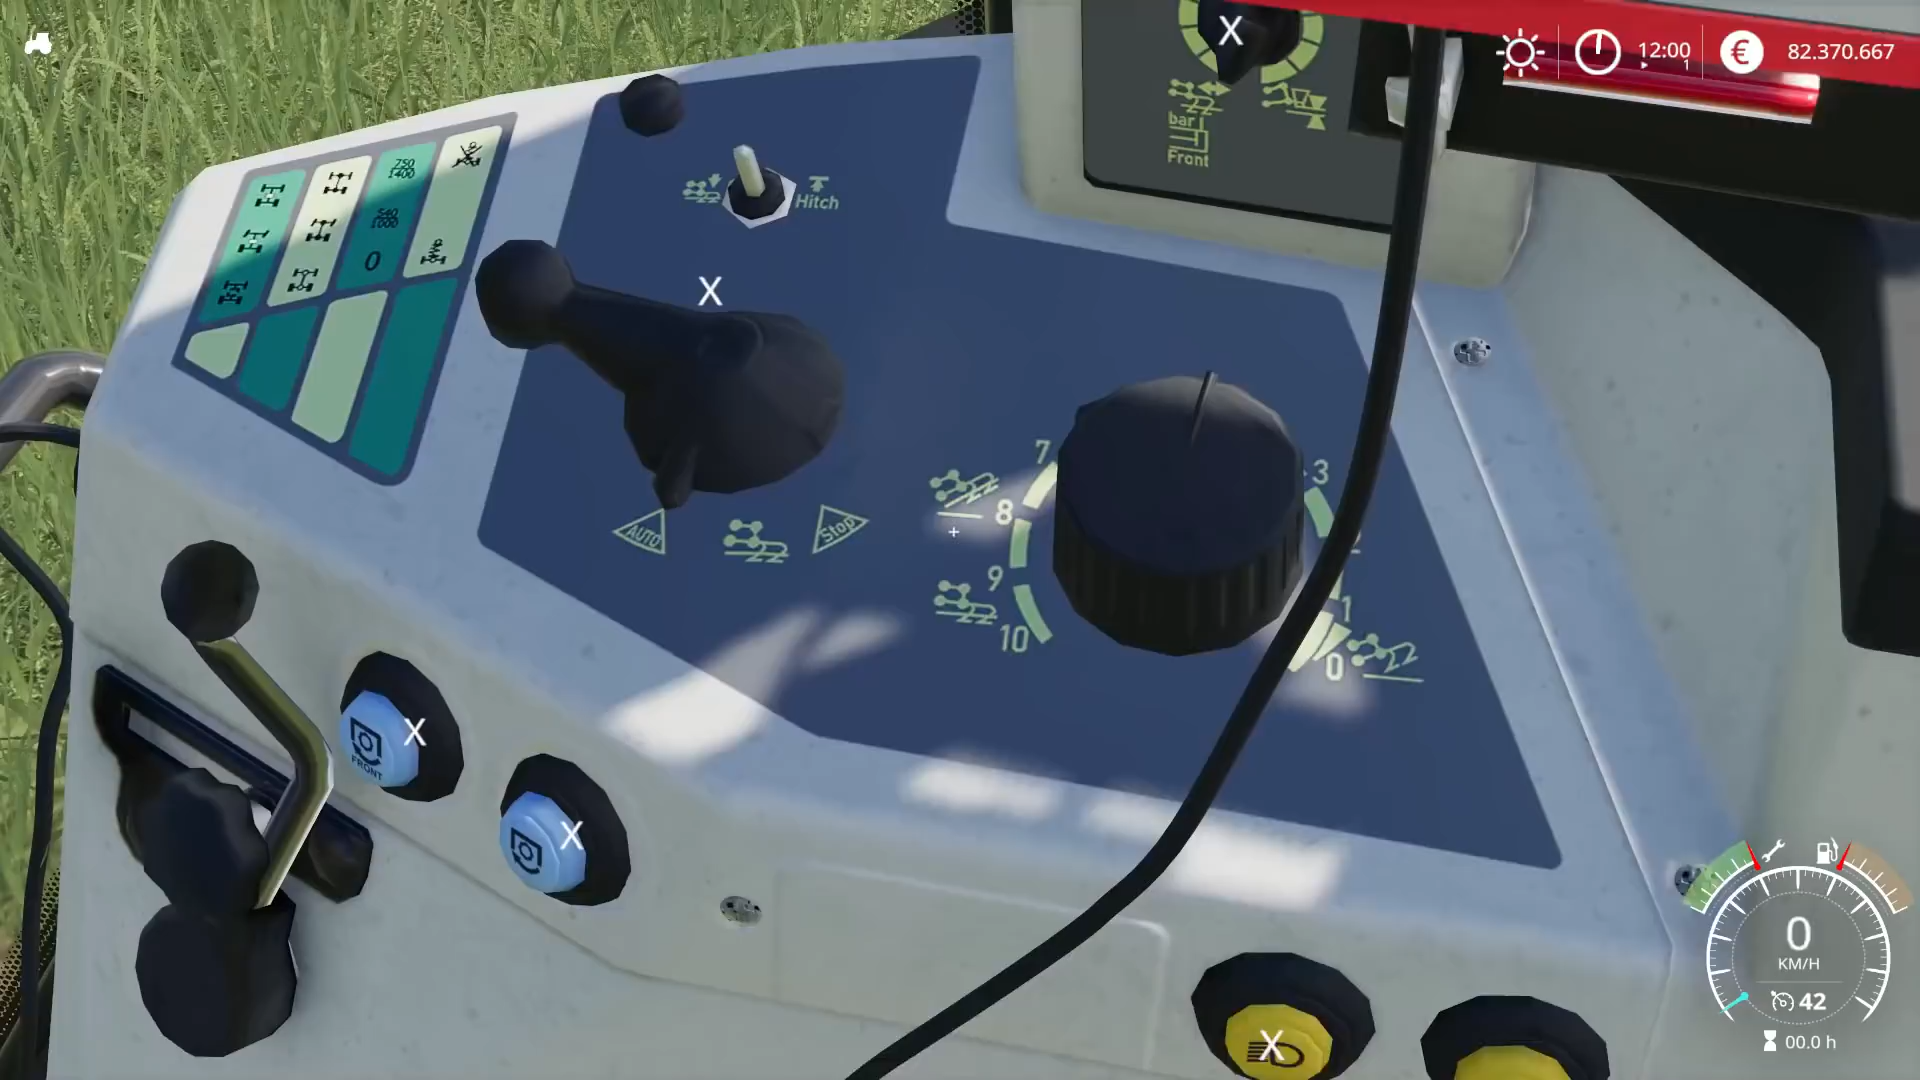 X
12:00
1
€
82.370.667
bar
Front
750
1400
540
1000
0
Hitch
X
7
3
8
AUTO
Stop
9
1
10
0
X
FRONT
X
X
0
KM/H
42
00.0 h